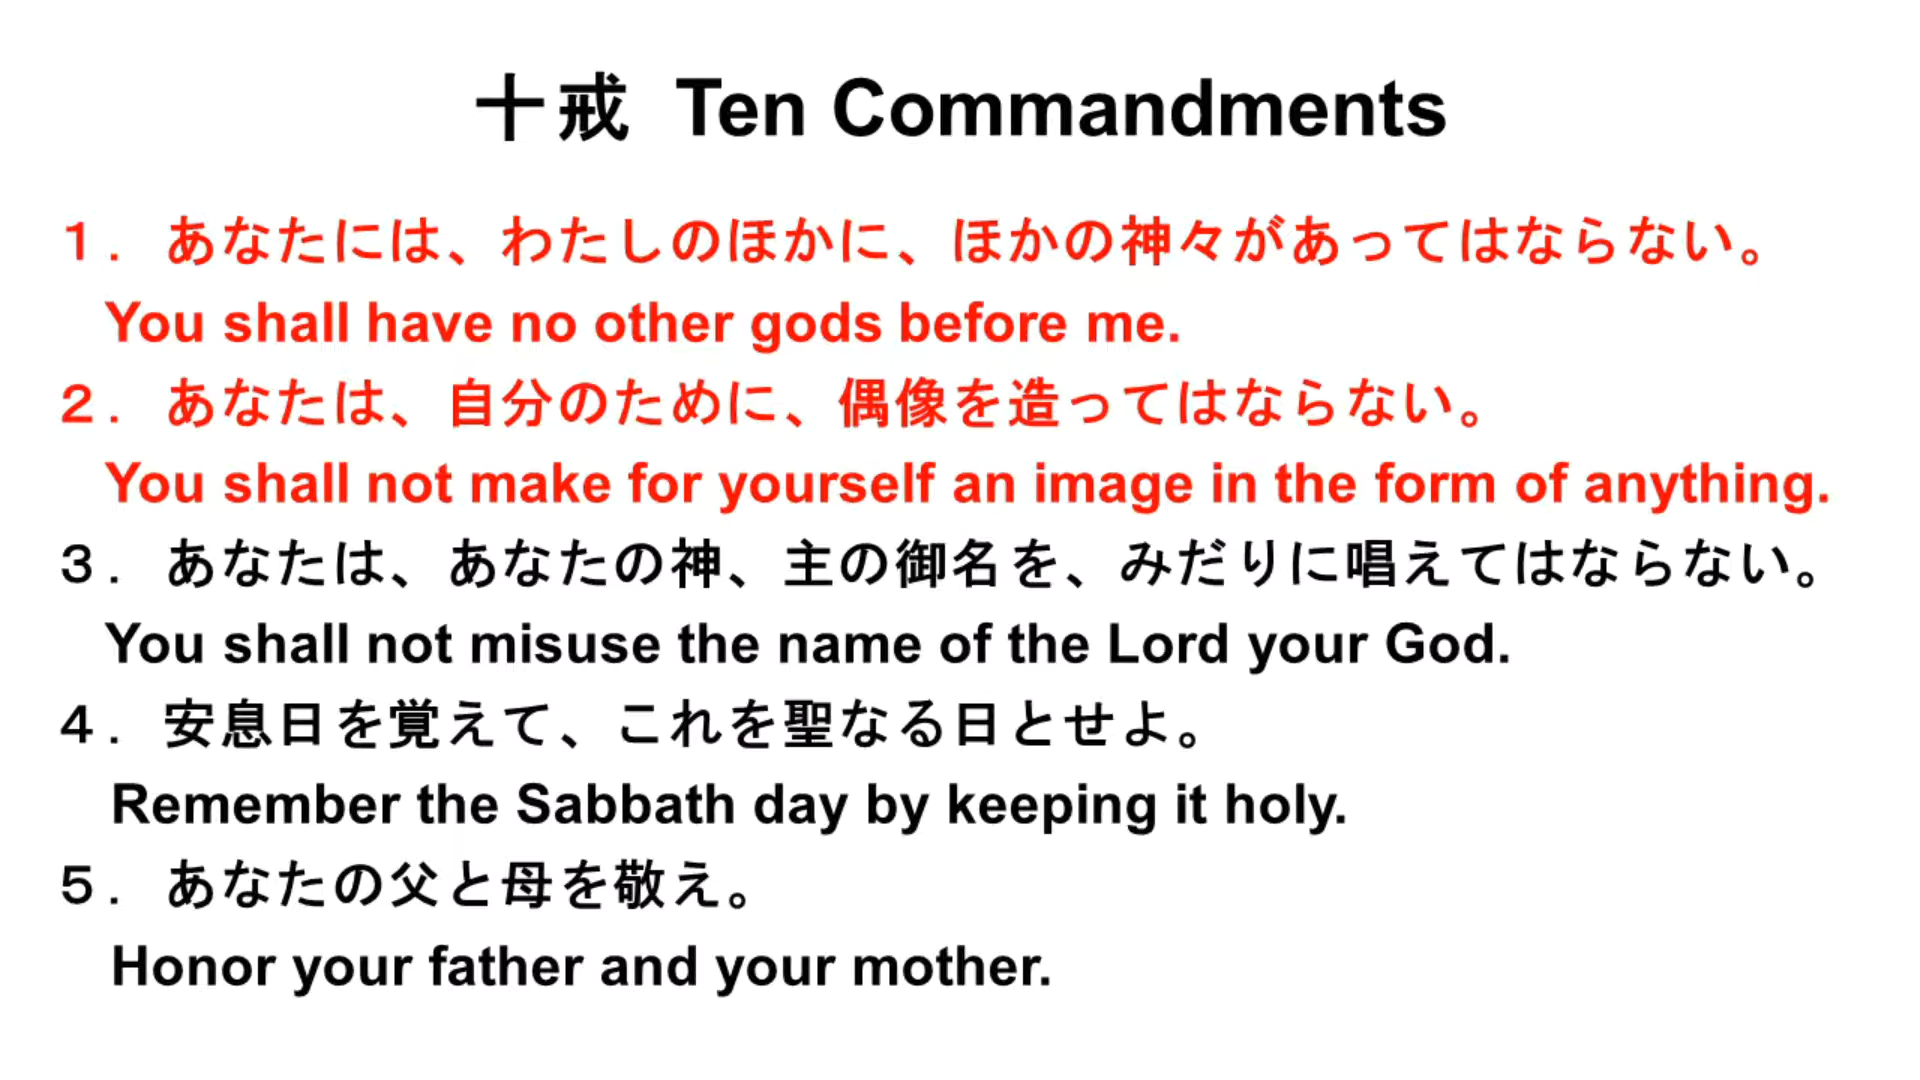 十戒 Ten Commandments
１．あなたには、わたしのほかに、ほかの神々があってはならない。
You shall have no other gods before me.
２．あなたは、自分のために、偶像を造ってはならない。
You shall not make for yourself an image in the form of anything.
３．あなたは、あなたの神、主の御名を、みだりに唱えてはならない。
You shall not misuse the name of the Lord your God.
４．安息日を覚えて、これを聖なる日とせよ。
Remember the Sabbath day by keeping it holy.
５．あなたの父と母を敬え。
Honor your father and your mother.